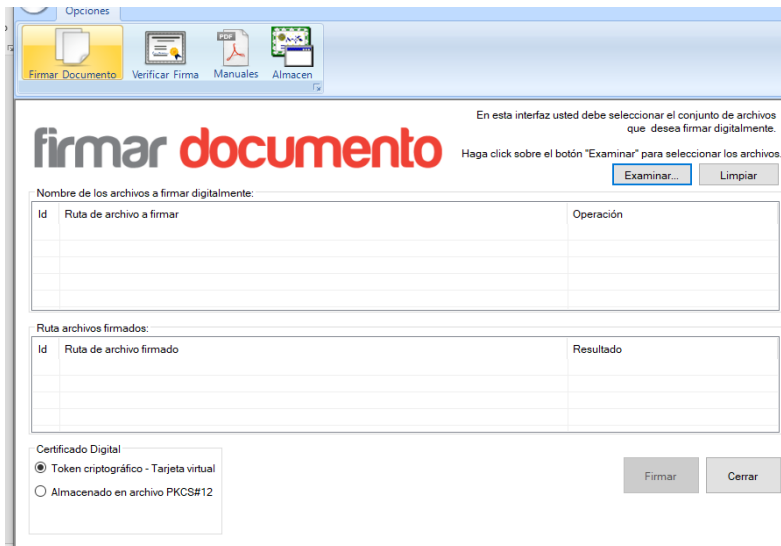 Opciones
Firmar Documento
Verificar Firma
PDF
Manuales
Almacen
En esta interfaz usted debe seleccionar el conjunto de archivos
que desea firmar digitalmente.
firmar documento
Haga click sobre el botón "Examinar" para seleccionar los archivos.
Examinar... Limpiar
Nombre de los archivos a firmar digitalmente:
Id Ruta de archivo a firmar Operación
Ruta archivos firmados:
Id Ruta de archivo firmado Resultado
Certificado Digital
Token criptográfico - Tarjeta virtual
Almacenado en archivo PKCS#12
Firmar Cerrar